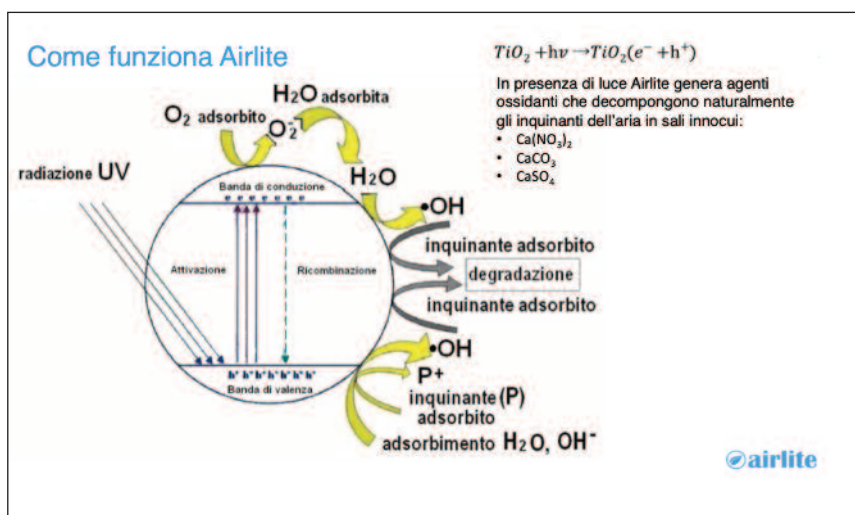 Come funziona Airlite
TiO₂ +hν→TiO₂(e⁻ +h⁺)
In presenza di luce Airlite genera agenti
ossidanti che decompongono naturalmente
gli inquinanti dell'aria in sali innocui:
• Ca(NO₃)₂
• CaCO₃
• CaSO₄
H₂O adsorbita
O₂ adsorbito
O₂⁻
radiazione UV
H₂O
Banda di conduzione
e⁻ e⁻ e⁻ e⁻ e⁻ e⁻ e⁻
•OH
inquinante adsorbito
Attivazione
Ricombinazione
degradazione
inquinante adsorbito
•OH
h⁺ h⁺ h⁺ h⁺ h⁺ h⁺ h⁺
P⁺
Banda di valenza
inquinante (P)
adsorbito
adsorbimento H₂O, OH⁻
airlite